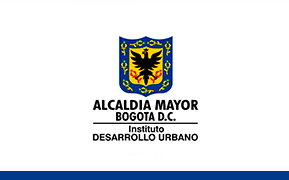 ALCALDIA MAYOR
BOGOTA D.C.
Instituto
DESARROLLO URBANO